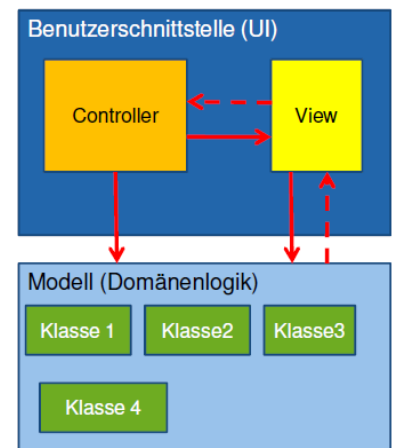 Benutzerschnittstelle (UI)
Controller
View
Modell (Domänenlogik)
Klasse 1
Klasse2
Klasse3
Klasse 4